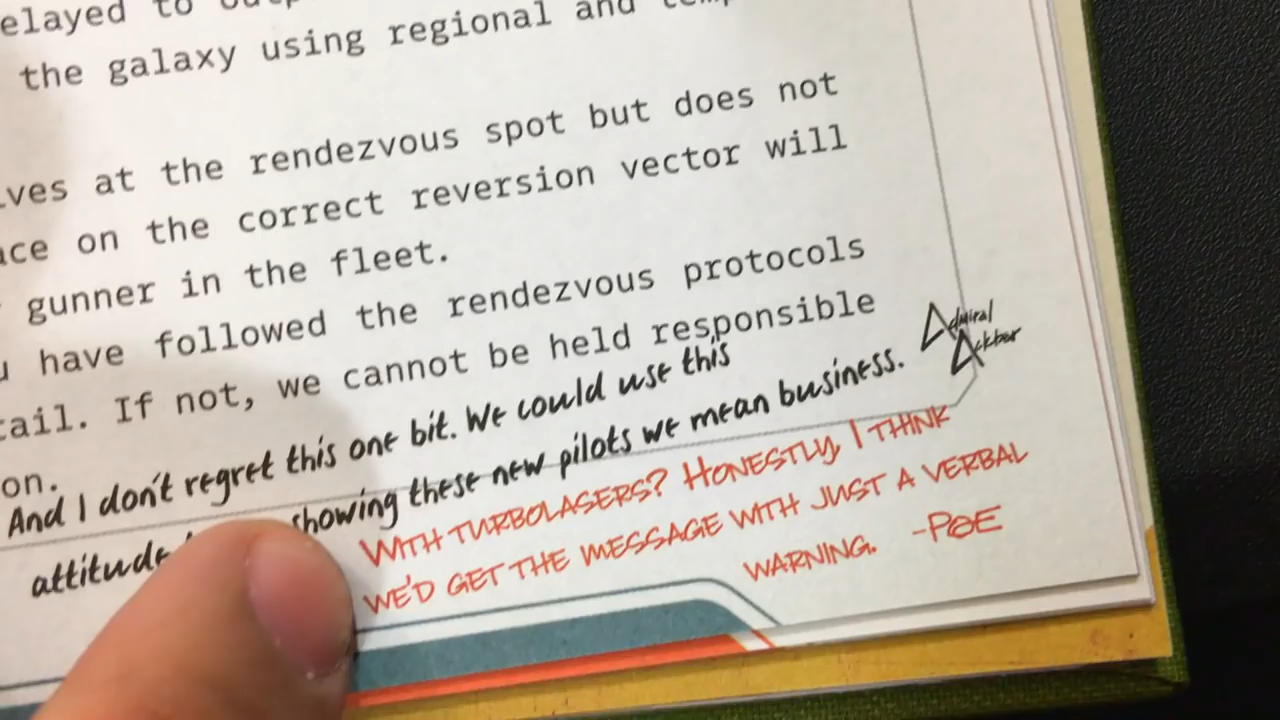 elayed to
the galaxy using regional and
ves at the rendezvous spot but does not
ace on the correct reversion vector will
gunner in the fleet.
have followed the rendezvous protocols
tail. If not, we cannot be held responsible
on.
And I don't regret this one bit. We could use this
attitude showing these new pilots we mean business.
Admiral
Ackbar
WITH TURBOLASERS? HONESTLY, I THINK
WE'D GET THE MESSAGE WITH JUST A VERBAL
WARNING. -POE